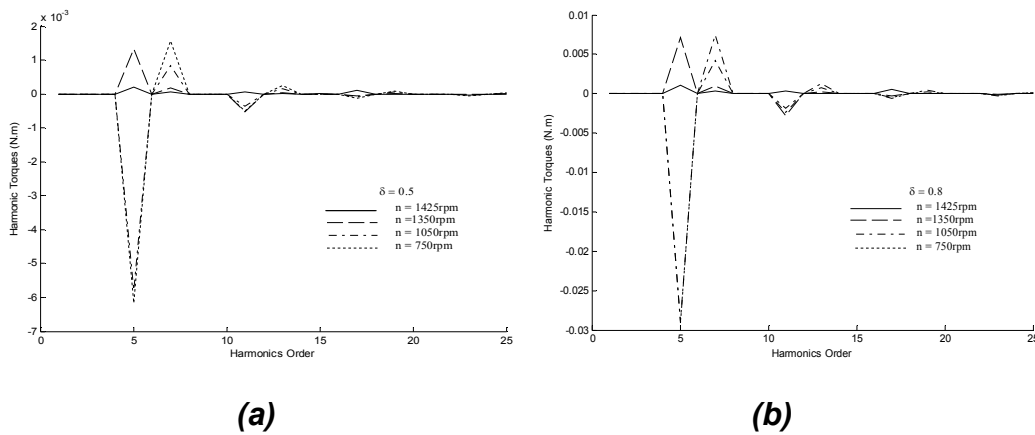 x 10⁻³
2
1
0
-1
-2
-3
-4
-5
-6
-7
Harmonic Torques (N.m)
0
5
10
15
20
25
Harmonics Order
δ = 0.5
n = 1425rpm
n =1350rpm
n = 1050rpm
n = 750rpm
(a)
0.01
0.005
0
-0.005
-0.01
-0.015
-0.02
-0.025
-0.03
Harmonic Torques (N.m)
0
5
10
15
20
25
Harmonics Order
δ = 0.8
n = 1425rpm
n =1350rpm
n = 1050rpm
n = 750rpm
(b)